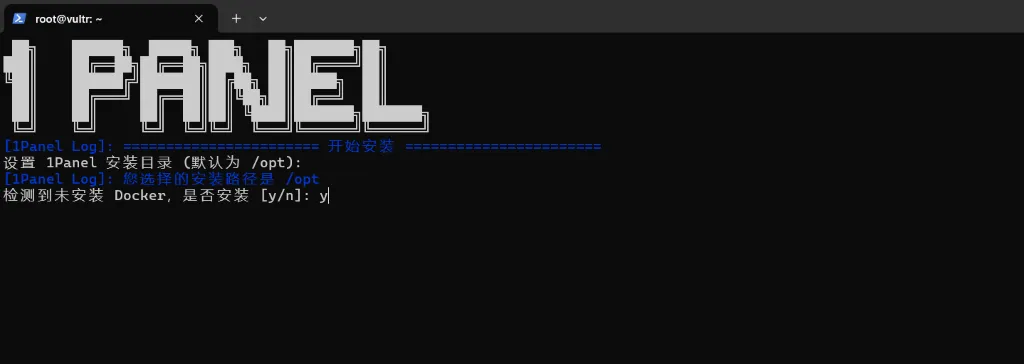 root@vultr: ~
1 PANEL
[1Panel Log]: ======================= 开始安装 =======================
设置 1Panel 安装目录 (默认为 /opt):
[1Panel Log]: 您选择的安装路径是 /opt
检测到未安装 Docker，是否安装 [y/n]: y